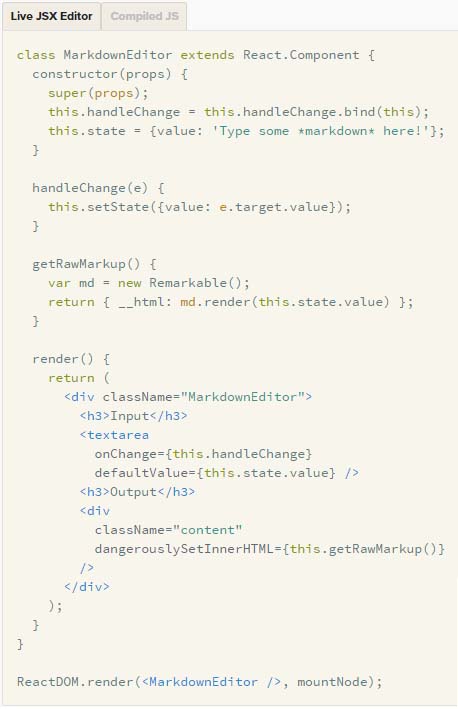 Live JSX Editor Compiled JS
class MarkdownEditor extends React.Component {
  constructor(props) {
    super(props);
    this.handleChange = this.handleChange.bind(this);
    this.state = {value: 'Type some *markdown* here!'};
  }

  handleChange(e) {
    this.setState({value: e.target.value});
  }

  getRawMarkup() {
    var md = new Remarkable();
    return { __html: md.render(this.state.value) };
  }

  render() {
    return (
      <div className="MarkdownEditor">
        <h3>Input</h3>
        <textarea
          onChange={this.handleChange}
          defaultValue={this.state.value} />
        <h3>Output</h3>
        <div
          className="content"
          dangerouslySetInnerHTML={this.getRawMarkup()}
        />
      </div>
    );
  }
}

ReactDOM.render(<MarkdownEditor />, mountNode);